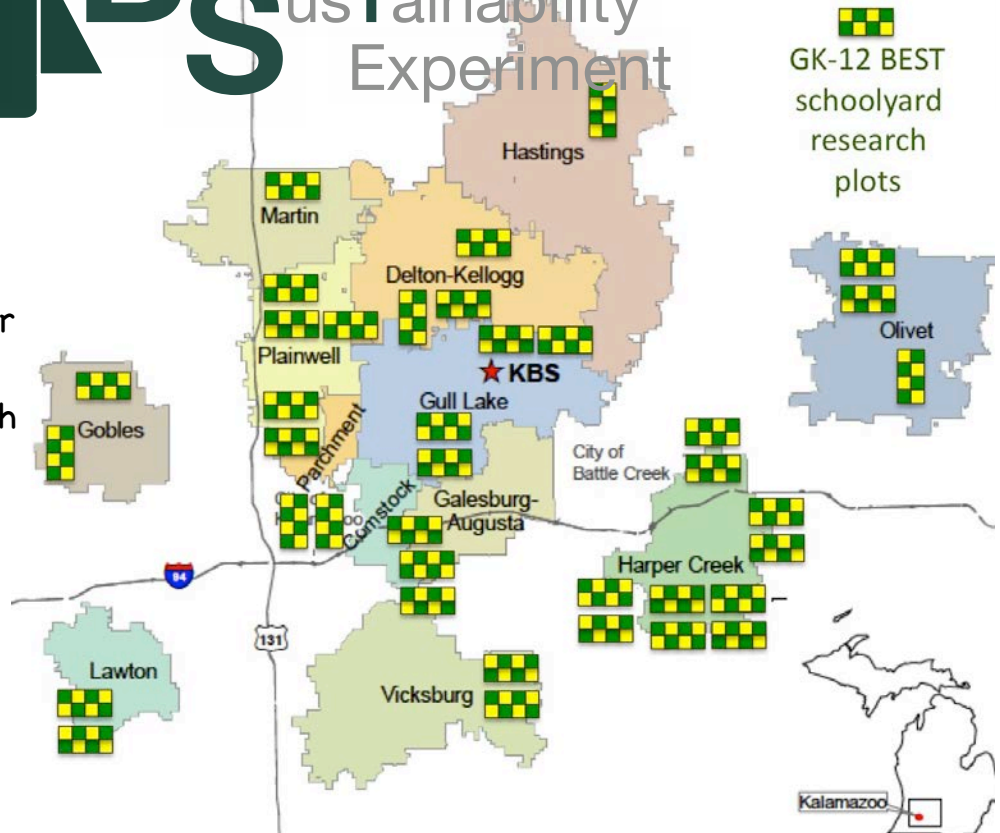 usTainability
Experiment
GK-12 BEST
schoolyard
research
plots
Hastings
Martin
Delton-Kellogg
Olivet
Plainwell
KBS
Gull Lake
Gobles
Parchment
City of
Battle Creek
Comstock
Galesburg-
Augusta
Harper Creek
94
131
Lawton
Vicksburg
Kalamazoo